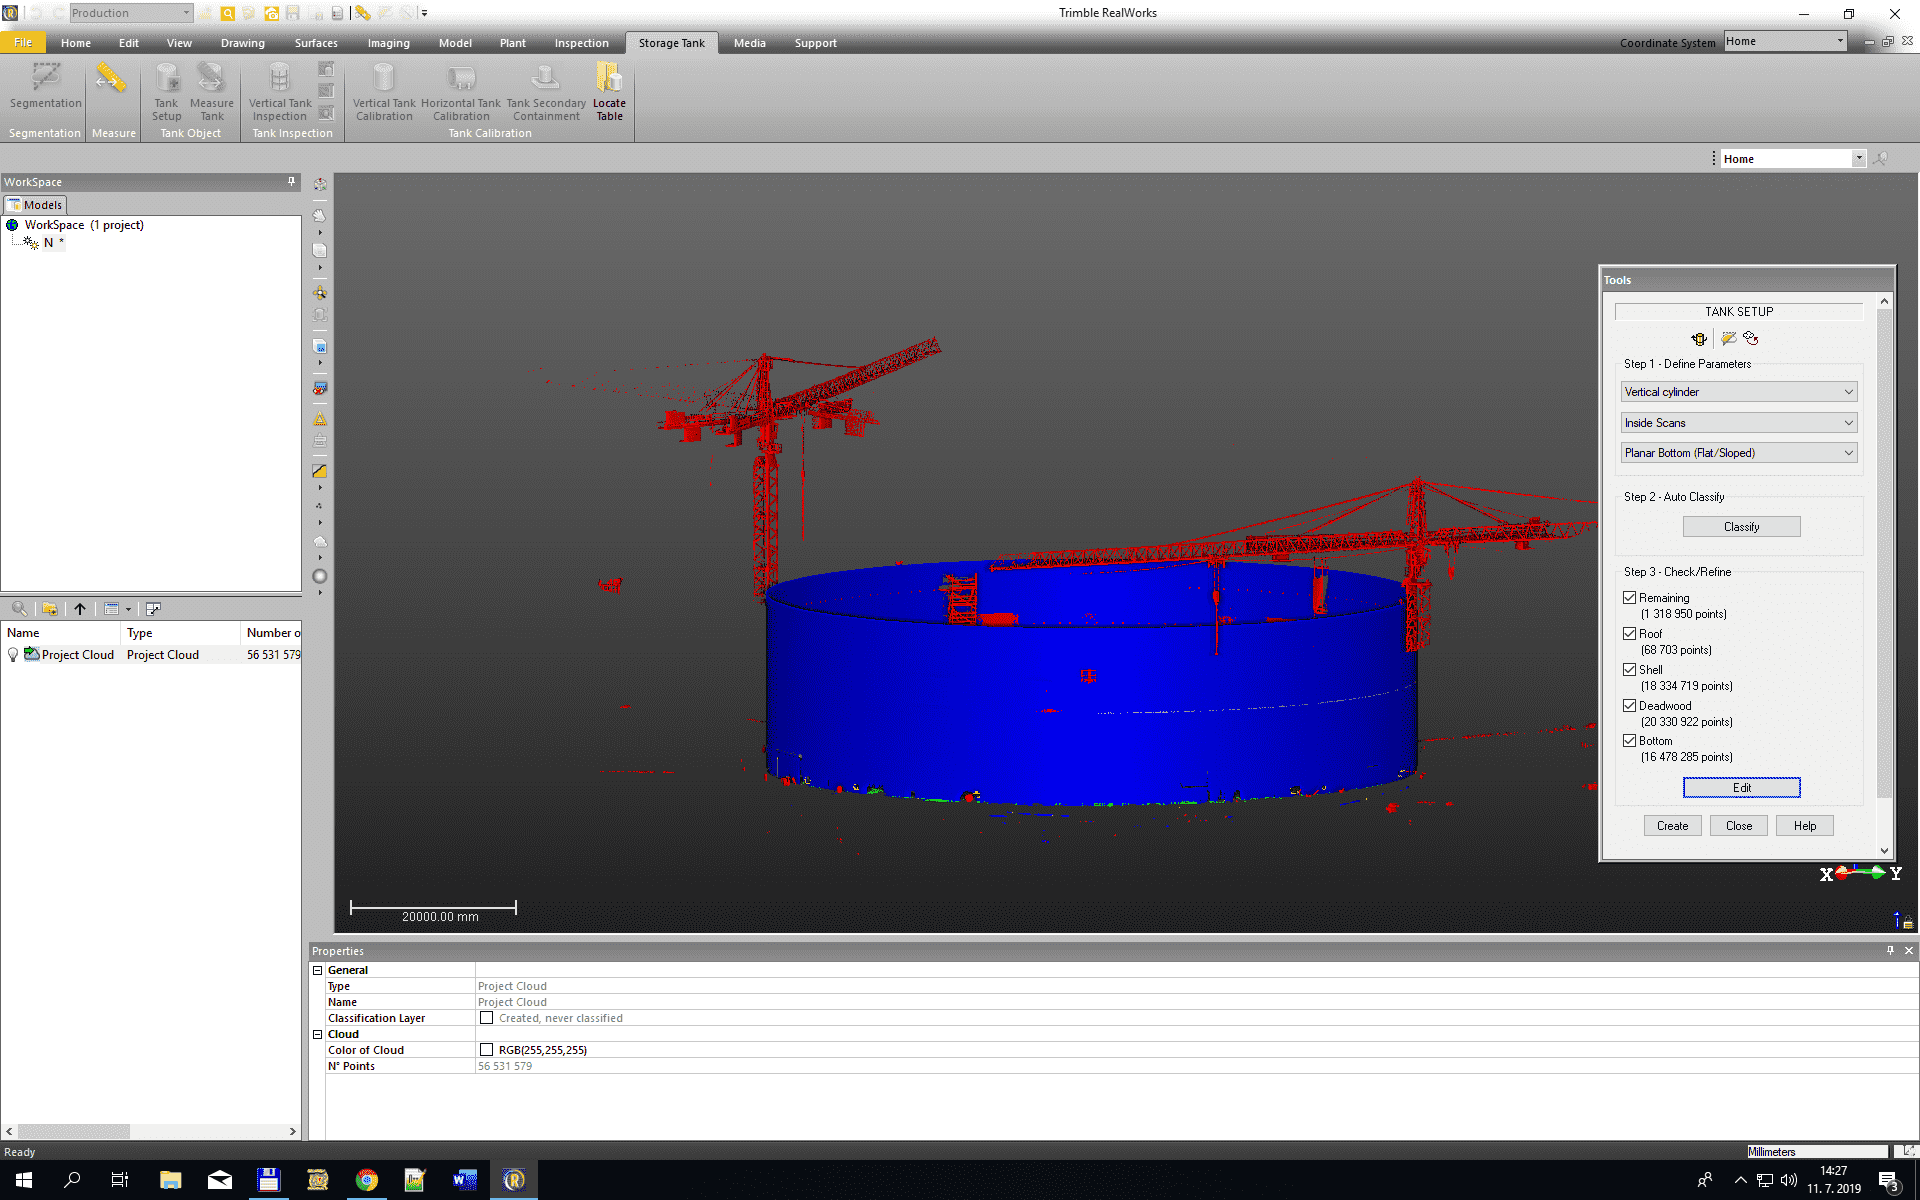 Production
Trimble RealWorks
File
Home
Edit
View
Drawing
Surfaces
Imaging
Model
Plant
Inspection
Storage Tank
Media
Support
Coordinate System
Home
Segmentation
Tank Setup
Measure Tank
Vertical Tank Inspection
Vertical Tank Calibration
Horizontal Tank Calibration
Tank Secondary Containment
Locate Table
Segmentation
Measure
Tank Object
Tank Inspection
Tank Calibration
Home
WorkSpace
Models
WorkSpace (1 project)
N *
Name
Type
Number o
Project Cloud
Project Cloud
56 531 579
Tools
TANK SETUP
Step 1 - Define Parameters
Vertical cylinder
Inside Scans
Planar Bottom (Flat/Sloped)
Step 2 - Auto Classify
Classify
Step 3 - Check/Refine
Remaining
(1 318 950 points)
Roof
(68 703 points)
Shell
(18 334 719 points)
Deadwood
(20 330 922 points)
Bottom
(16 478 285 points)
Edit
Create
Close
Help
X
Y
20000.00 mm
Properties
General
Type
Project Cloud
Name
Project Cloud
Classification Layer
Created, never classified
Cloud
Color of Cloud
RGB(255,255,255)
N° Points
56 531 579
Ready
Millimeters
14:27
11. 7. 2019
3